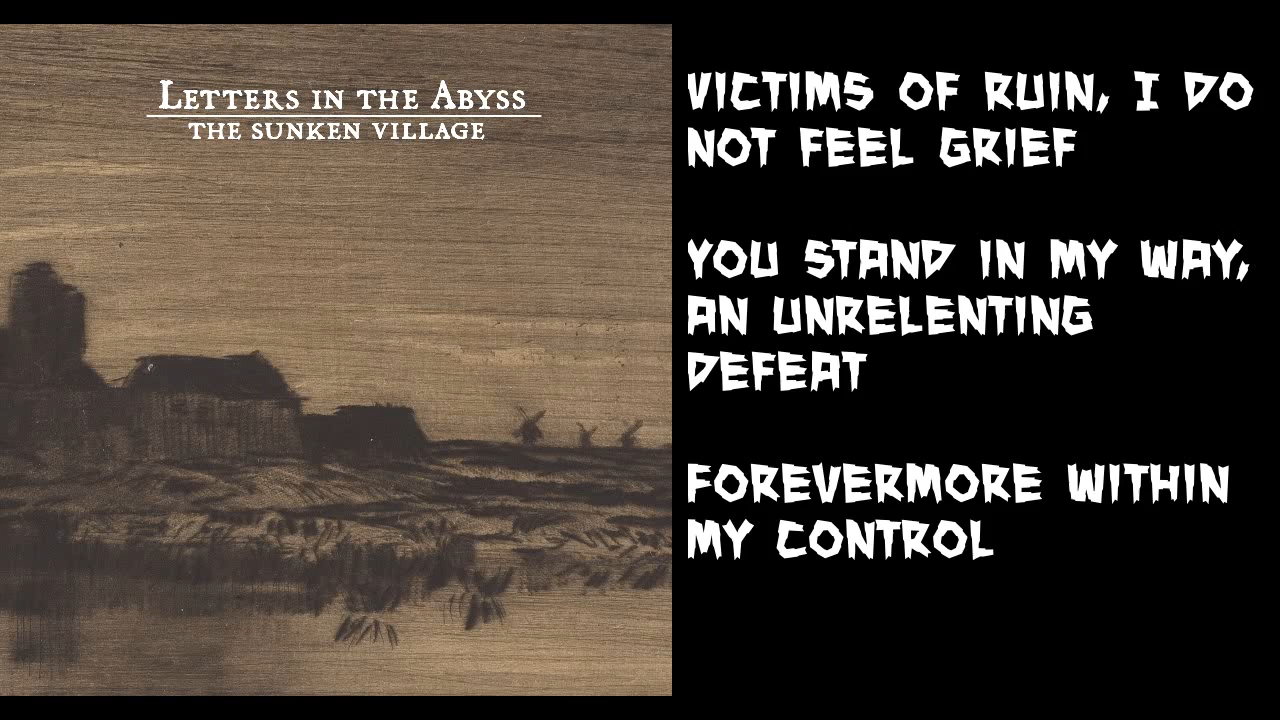 Letters in the Abyss
the sunken village
VICTIMS OF RUIN, I DO
NOT FEEL GRIEF
YOU STAND IN MY WAY,
AN UNRELENTING
DEFEAT
FOREVERMORE WITHIN
MY CONTROL